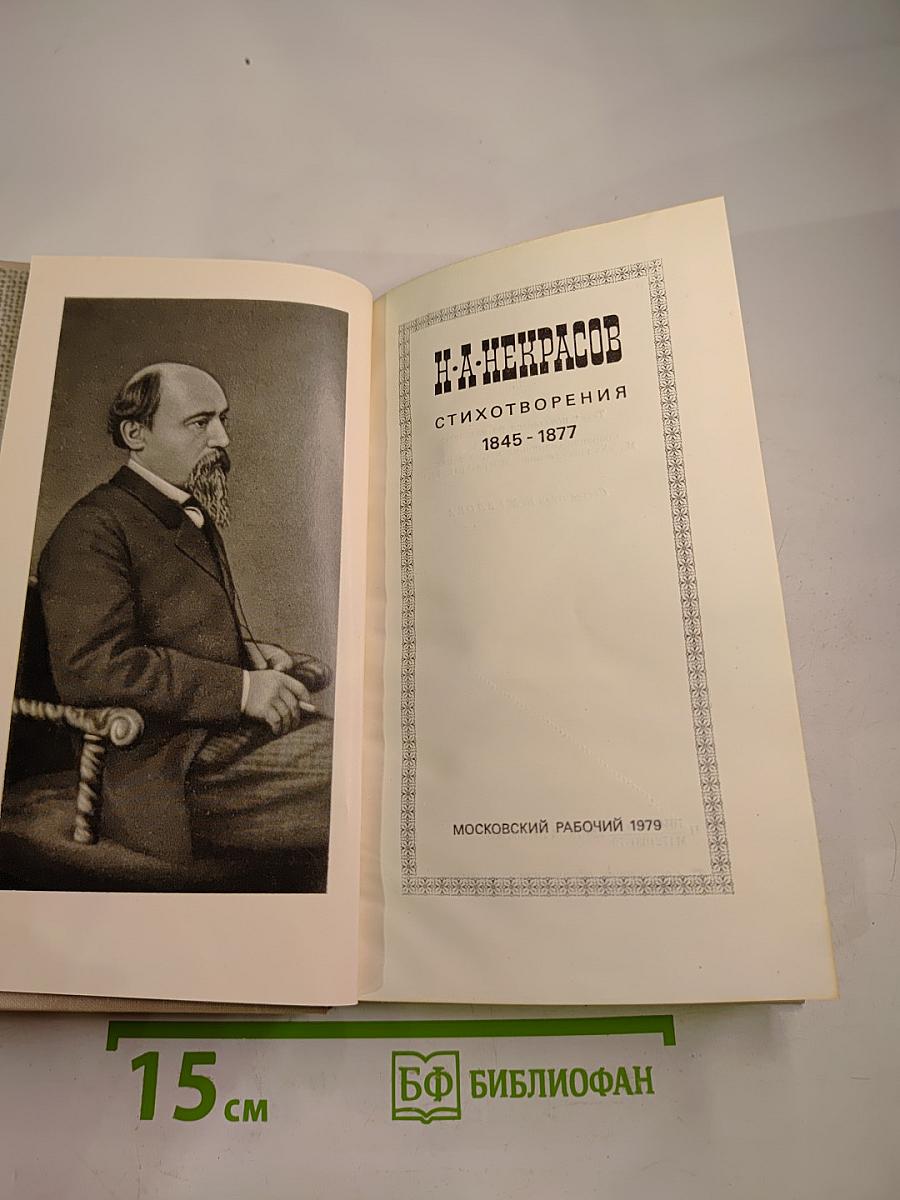 Н·А·НЕКРАСОВ
СТИХОТВОРЕНИЯ
1845-1877
МОСКОВСКИЙ РАБОЧИЙ 1979
15 см
БФ БИБЛИОФАН